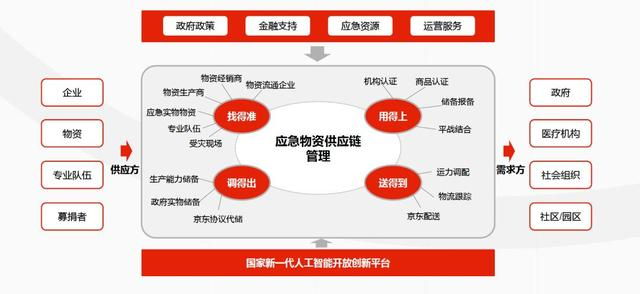 政府政策
金融支持
应急资源
运营服务
企业
物资
专业队伍
募捐者
供应方
物资经销商
物资流通企业
物资生产商
应急实物物资
专业队伍
受灾现场
找得准
机构认证
商品认证
储备报备
平战结合
用得上
应急物资供应链
管理
生产能力储备
政府实物储备
京东协议代储
调得出
运力调配
物流跟踪
京东配送
送得到
需求方
政府
医疗机构
社会组织
社区/园区
国家新一代人工智能开放创新平台